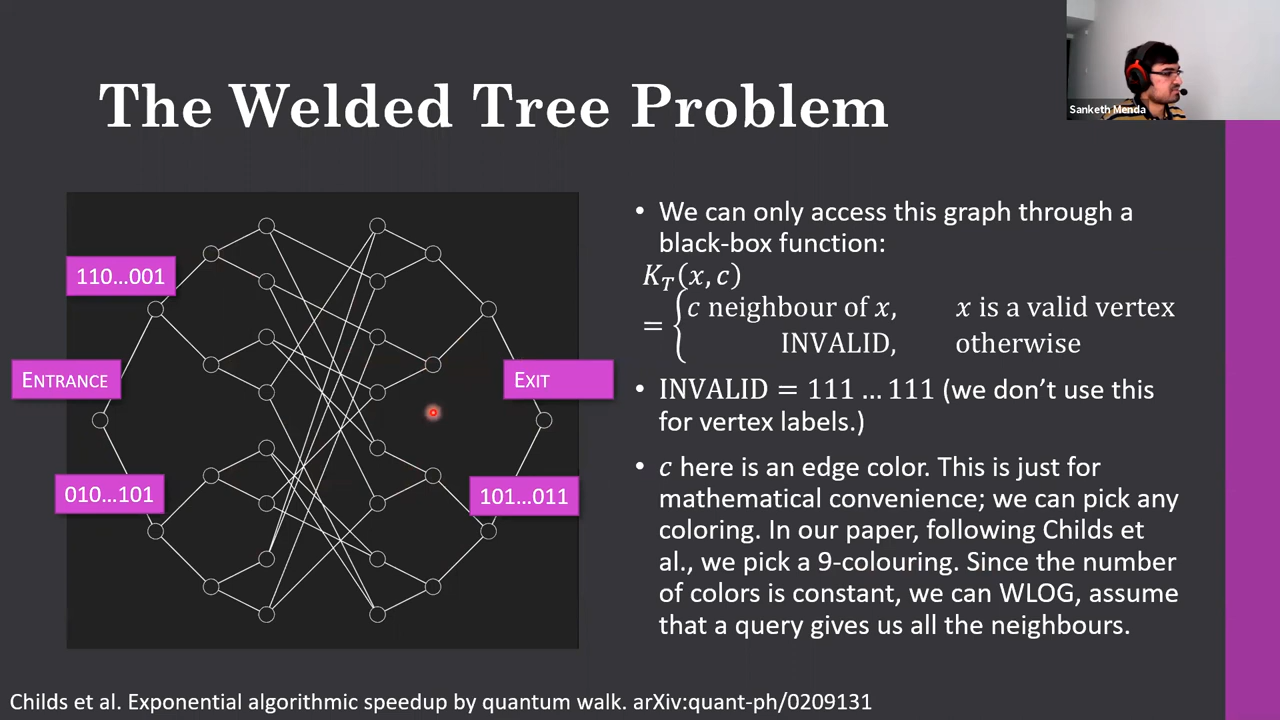 Sanketh Menda
The Welded Tree Problem
110…001
ENTRANCE
010…101
EXIT
101…011
• We can only access this graph through a
black-box function:
K_T(x, c)
= { c neighbour of x, x is a valid vertex
INVALID, otherwise
• INVALID = 111 … 111 (we don’t use this
for vertex labels.)
• c here is an edge color. This is just for
mathematical convenience; we can pick any
coloring. In our paper, following Childs et
al., we pick a 9-colouring. Since the number
of colors is constant, we can WLOG, assume
that a query gives us all the neighbours.
Childs et al. Exponential algorithmic speedup by quantum walk. arXiv:quant-ph/0209131